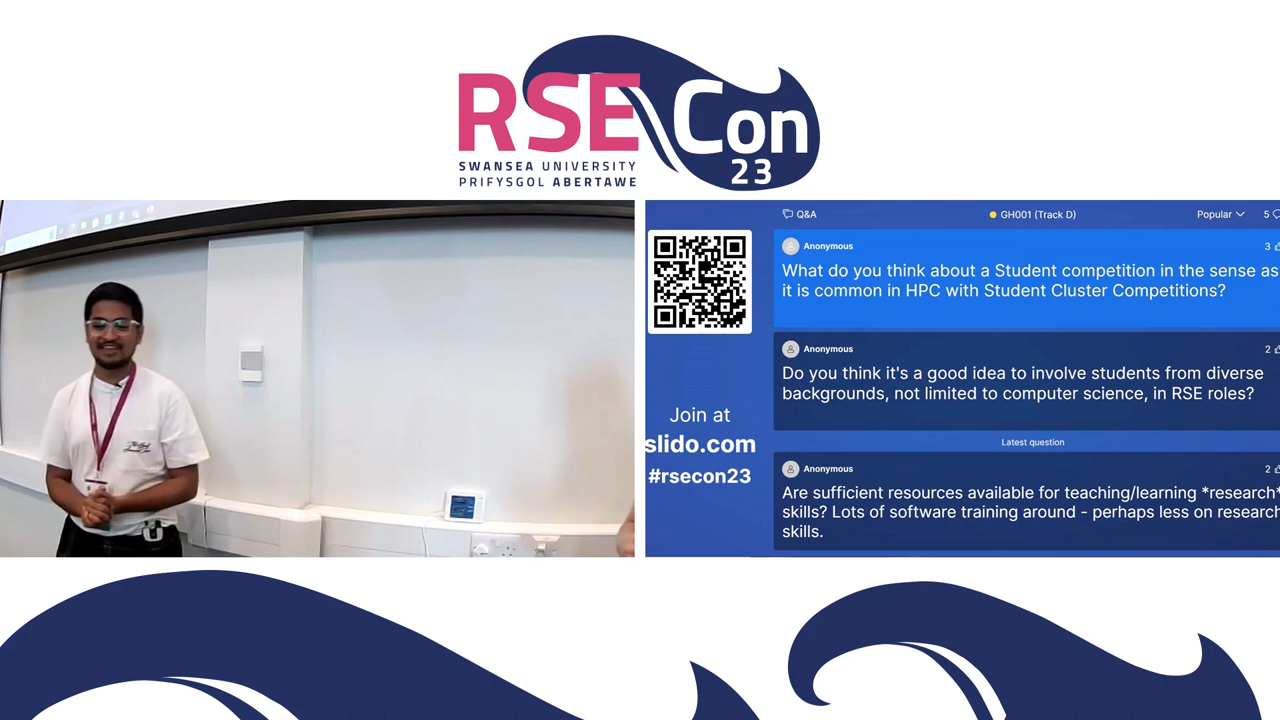 RSE Con
23
SWANSEA UNIVERSITY
PRIFYSGOL ABERTAWE
Q&A
GH001 (Track D)
Popular
5
Anonymous
3
What do you think about a Student competition in the sense as
it is common in HPC with Student Cluster Competitions?
Anonymous
2
Do you think it's a good idea to involve students from diverse
backgrounds, not limited to computer science, in RSE roles?
Join at
slido.com
#rsecon23
Latest question
Anonymous
2
Are sufficient resources available for teaching/learning *research*
skills? Lots of software training around - perhaps less on research
skills.